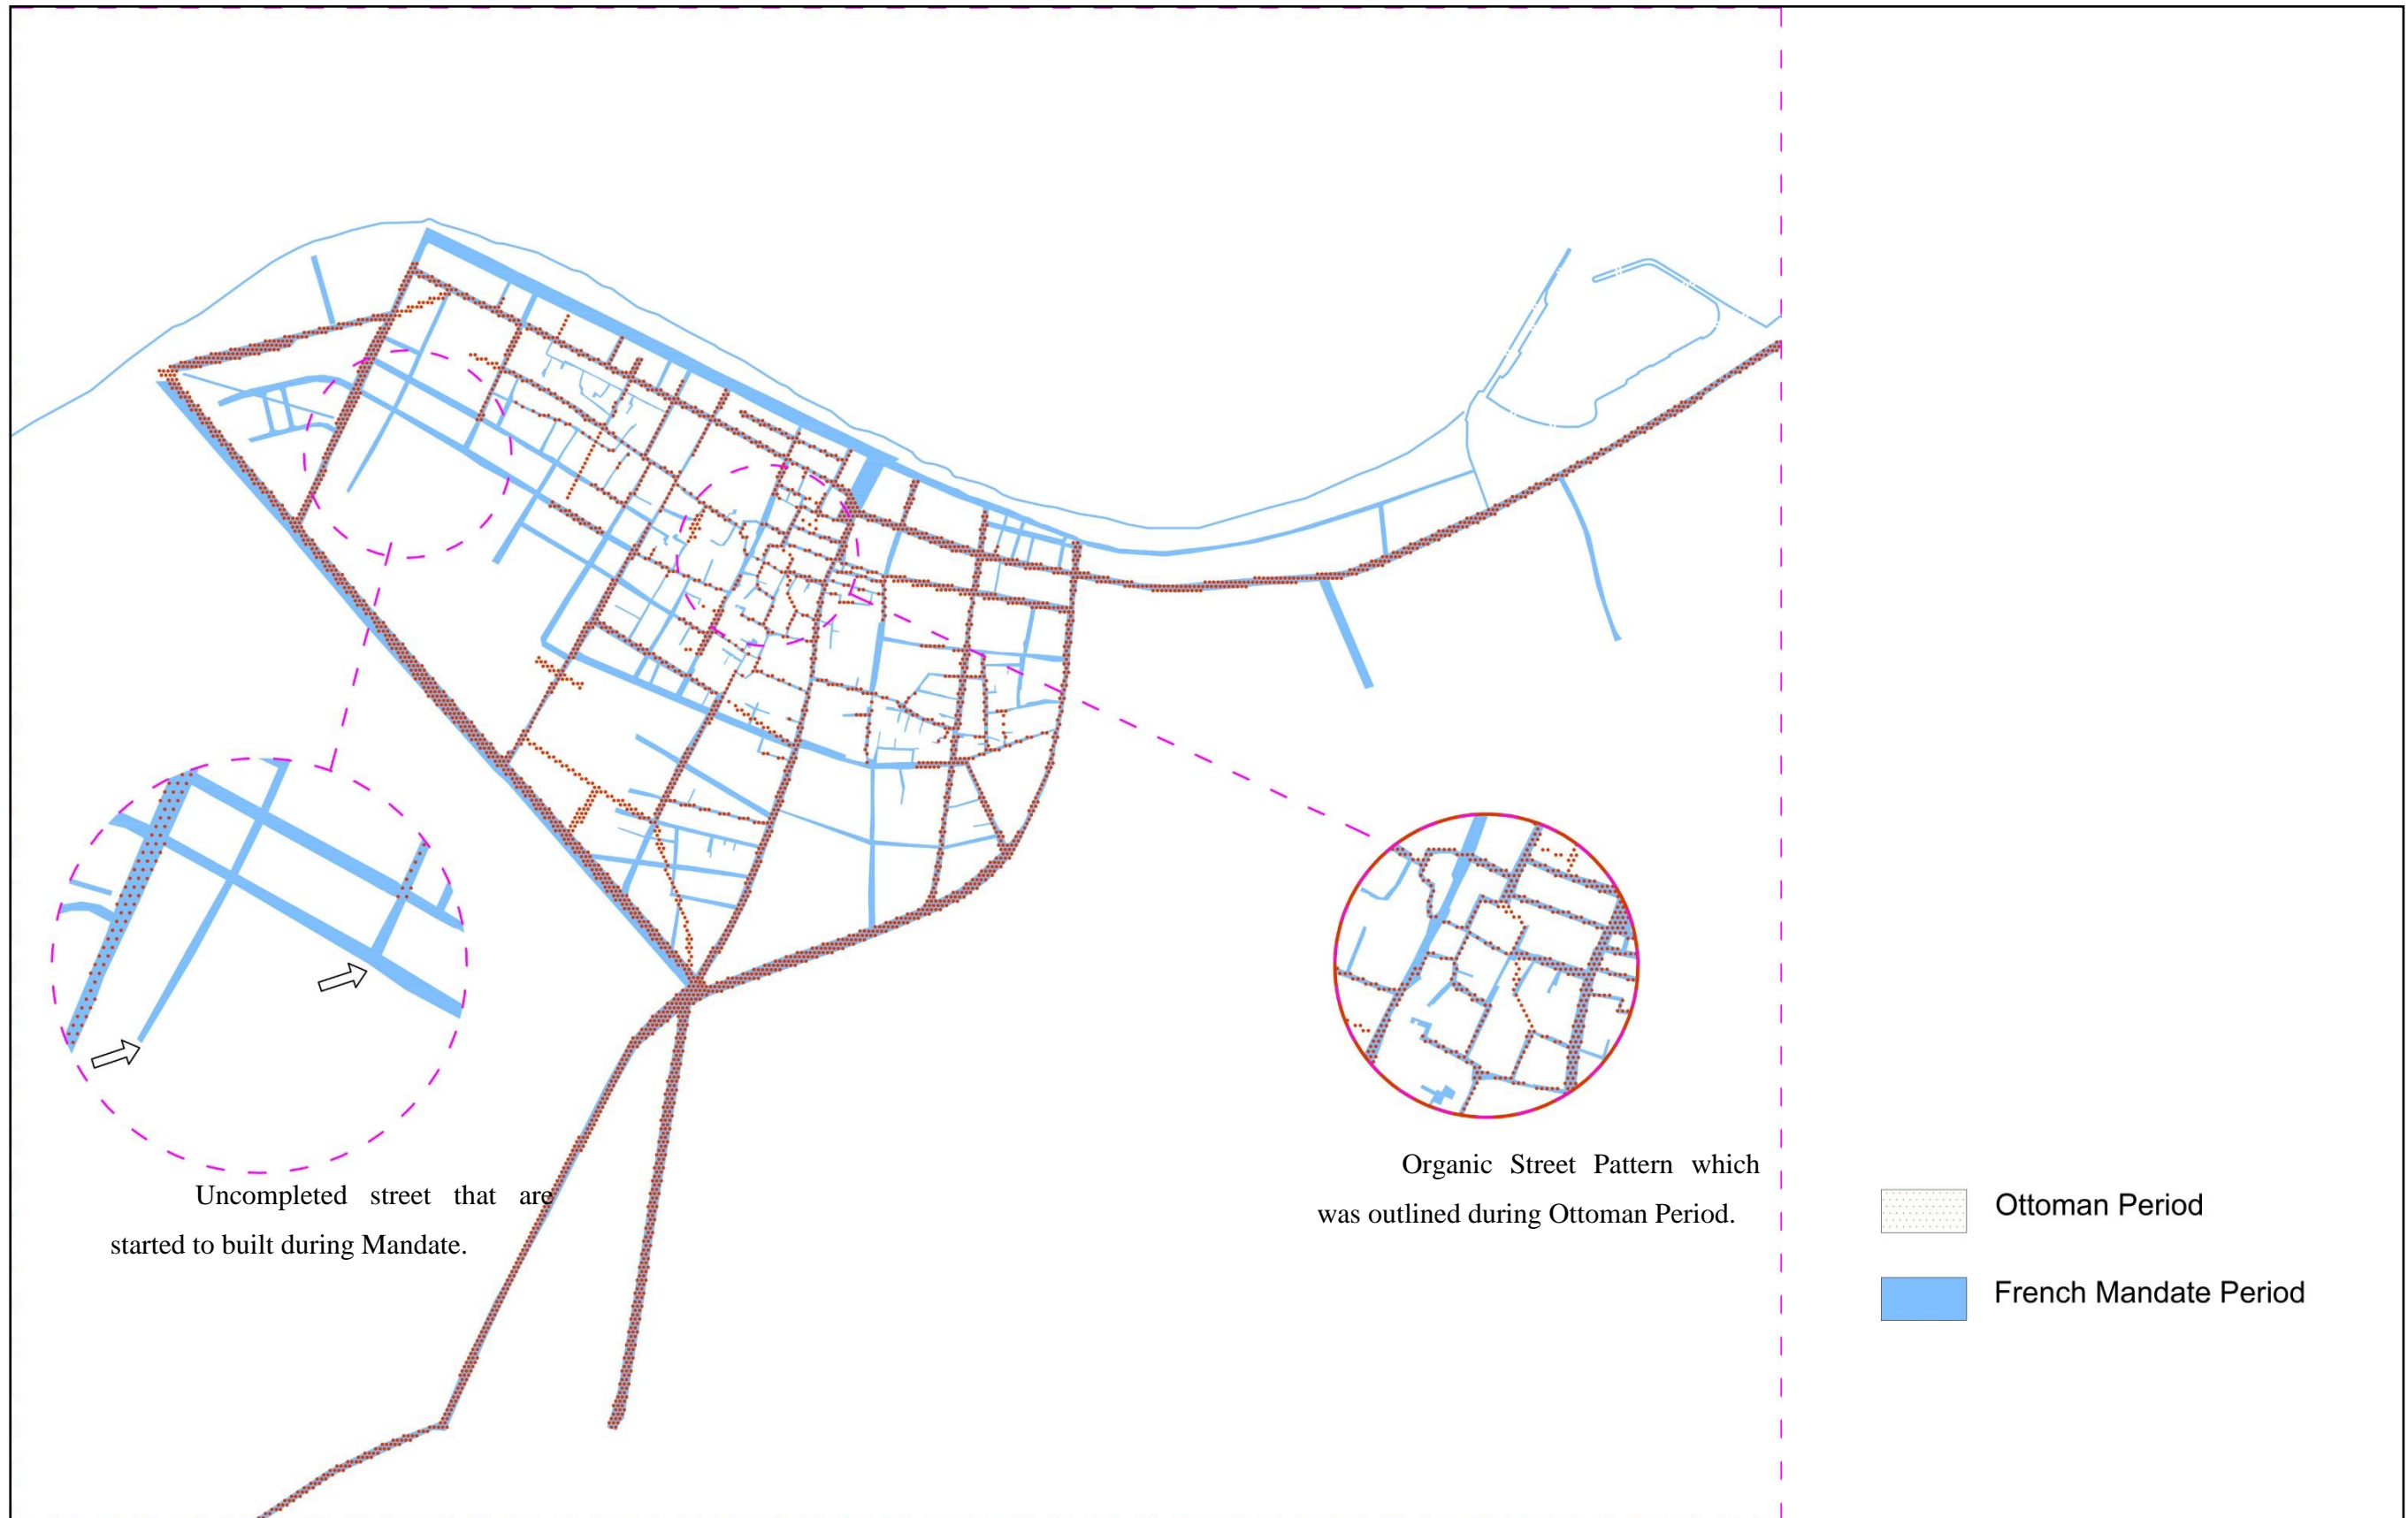 Uncompleted street that are
started to built during Mandate.
Organic Street Pattern which
was outlined during Ottoman Period.
Ottoman Period
French Mandate Period